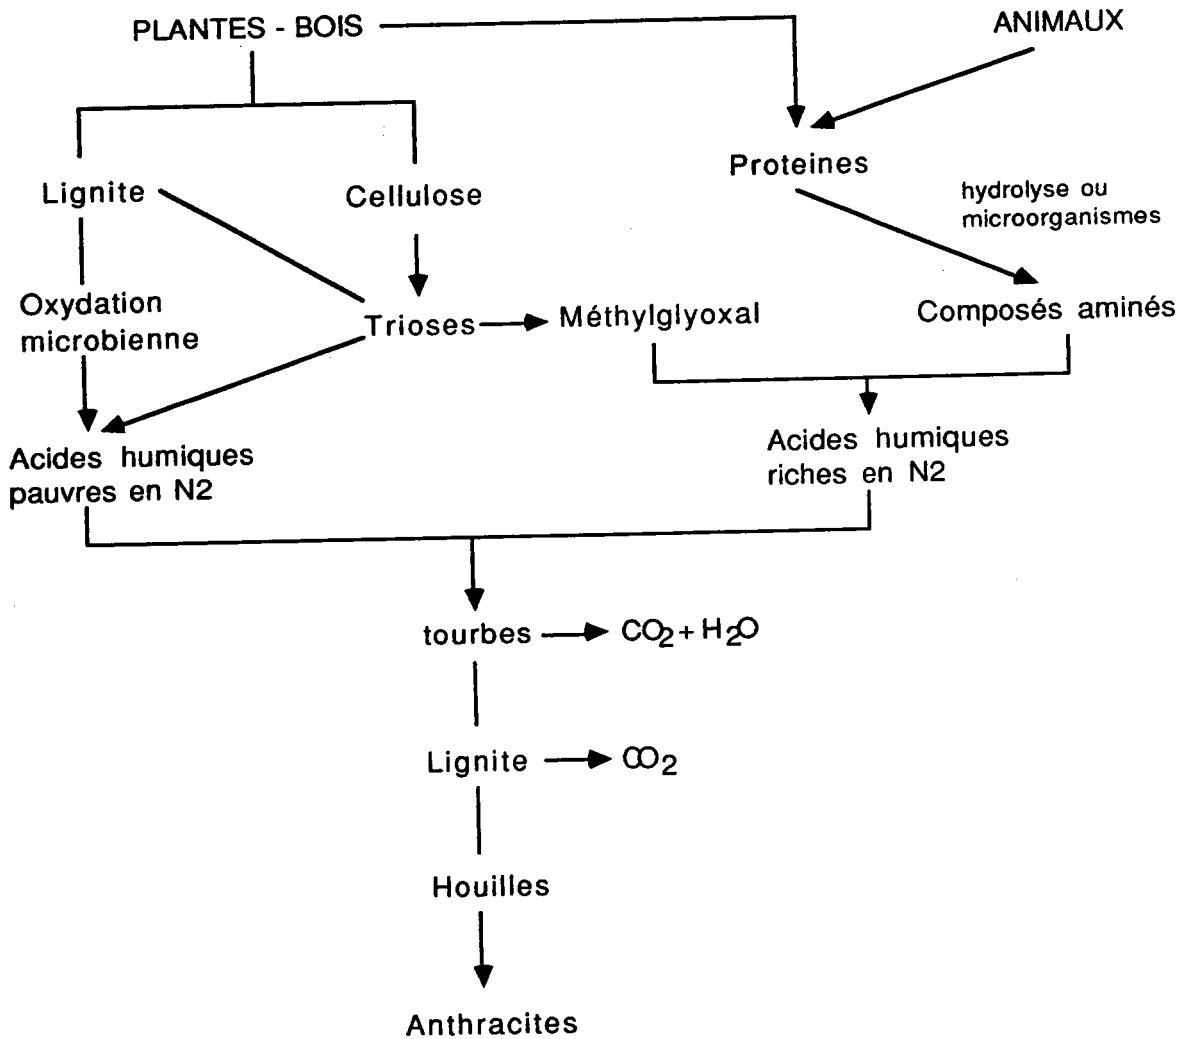 PLANTES - BOIS
ANIMAUX
Proteines
Lignite
Cellulose
hydrolyse ou
microorganismes
Oxydation
microbienne
Trioses
Méthylglyoxal
Composés aminés
Acides humiques
pauvres en N2
Acides humiques
riches en N2
tourbes
CO2 + H2O
Lignite
CO2
Houilles
Anthracites